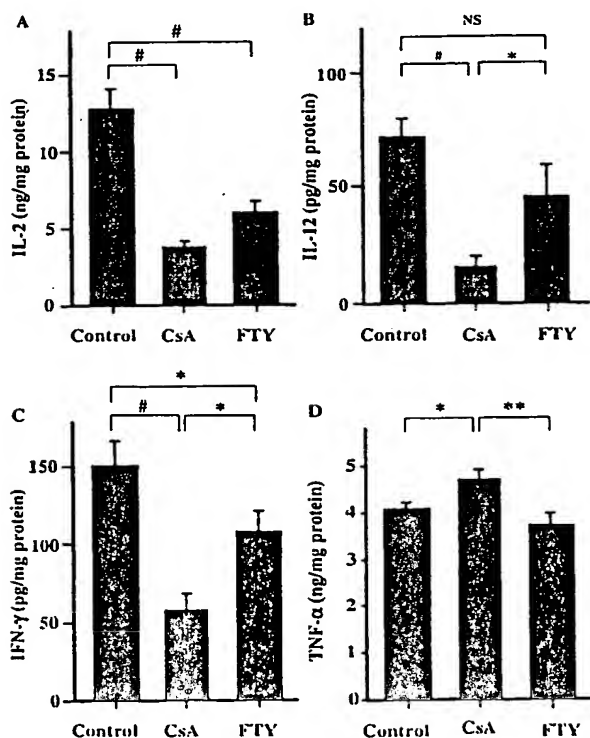 A
#
#
15
10
5
0
IL-2 (ng/mg protein)
Control CsA FTY
B
NS
# *
100
50
0
IL-12 (pg/mg protein)
Control CsA FTY
C
*
# *
150
100
50
0
IFN-γ (pg/mg protein)
Control CsA FTY
D
* **
5
4
3
2
1
0
TNF-α (ng/mg protein)
Control CsA FTY